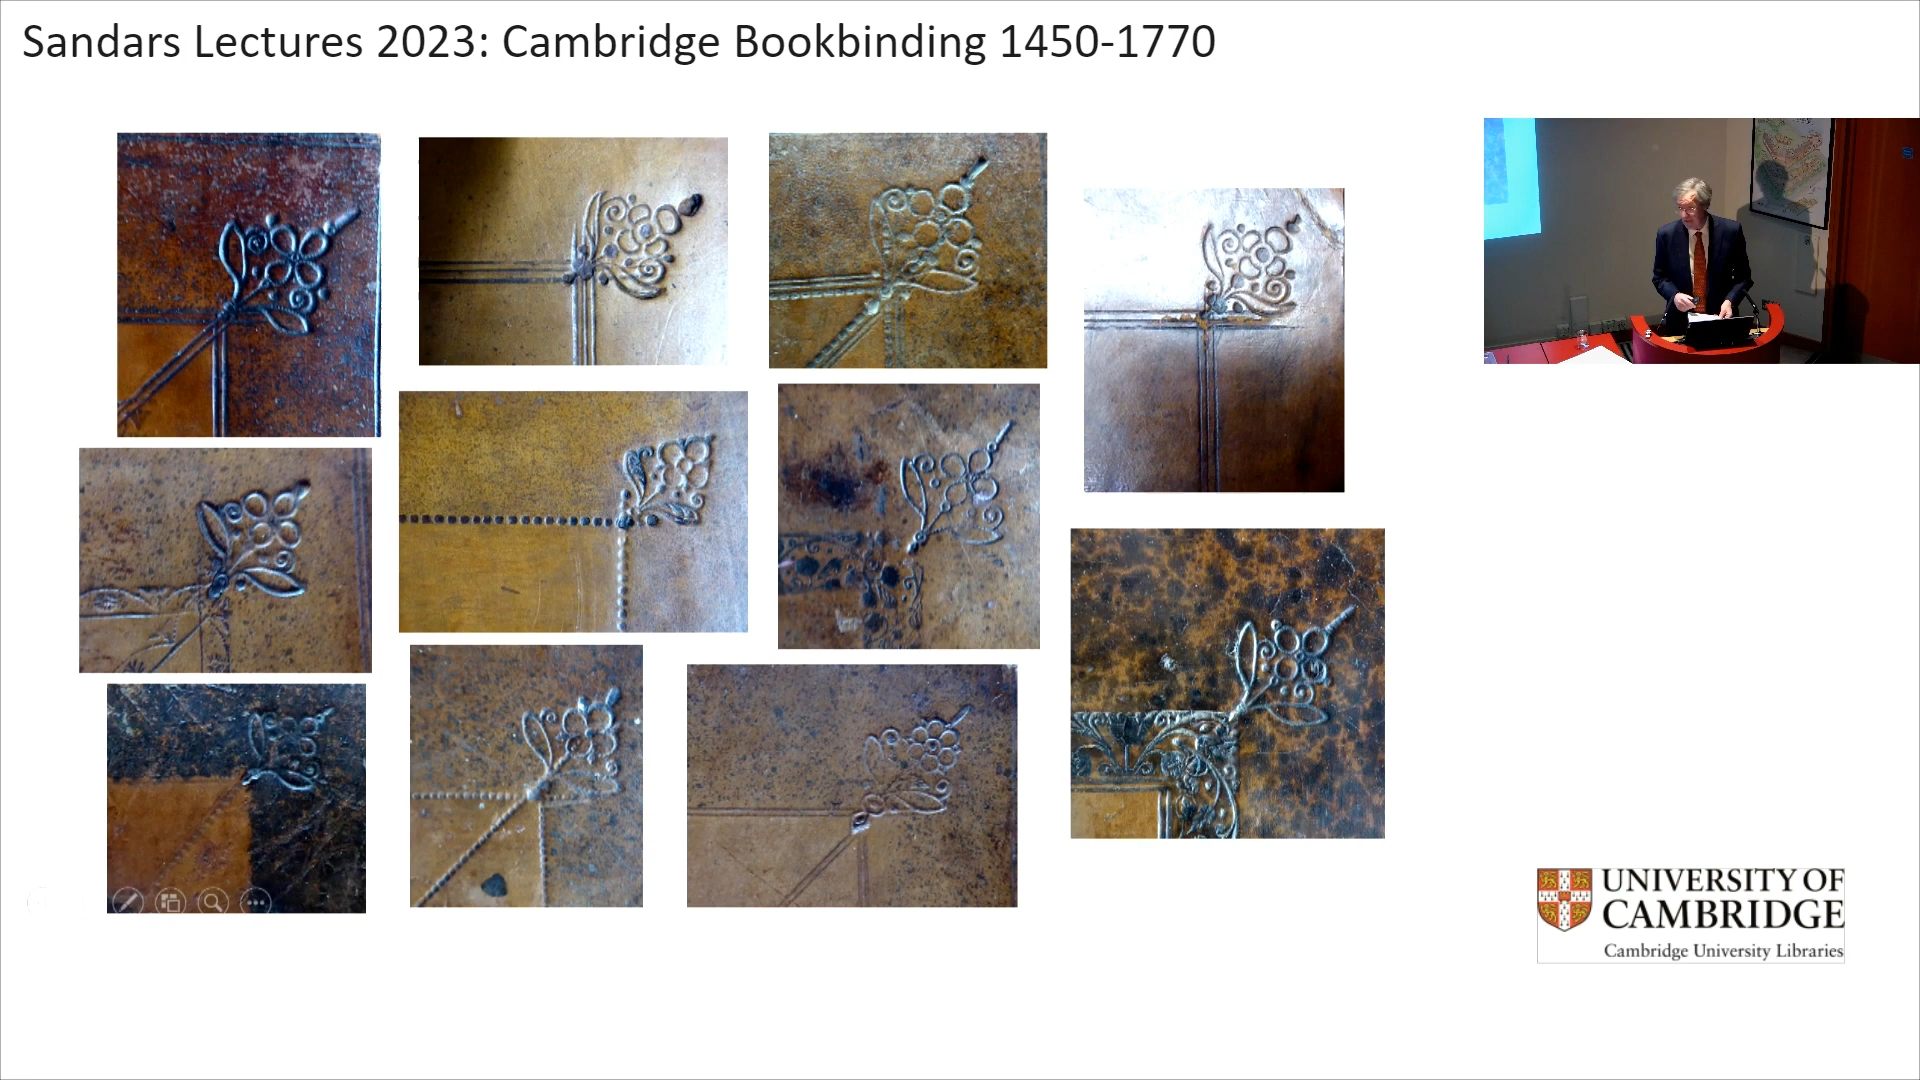 Sandars Lectures 2023: Cambridge Bookbinding 1450-1770
UNIVERSITY OF
CAMBRIDGE
Cambridge University Libraries